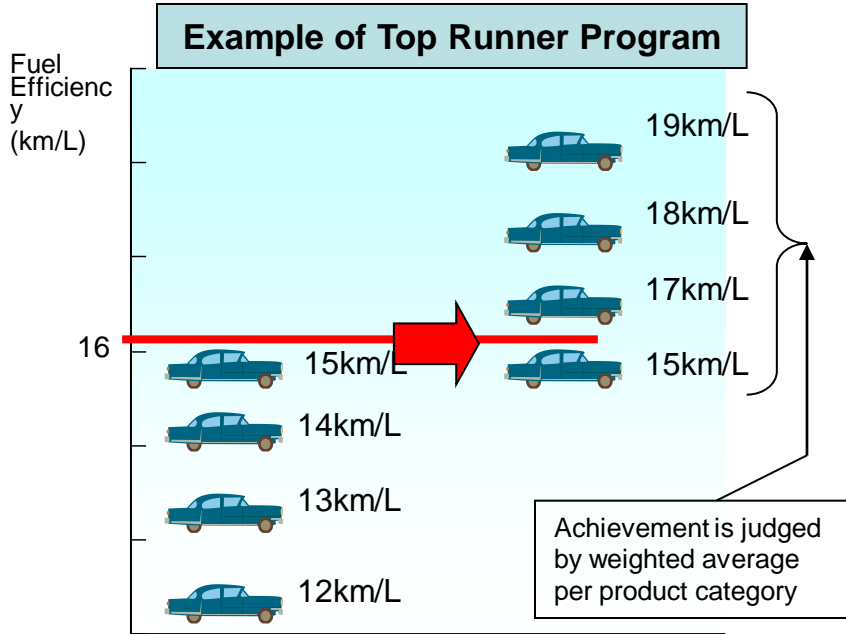 Example of Top Runner Program
Fuel
Efficienc
y
(km/L)
19km/L
18km/L
17km/L
16
15km/L
15km/L
14km/L
13km/L
12km/L
Achievement is judged
by weighted average
per product category